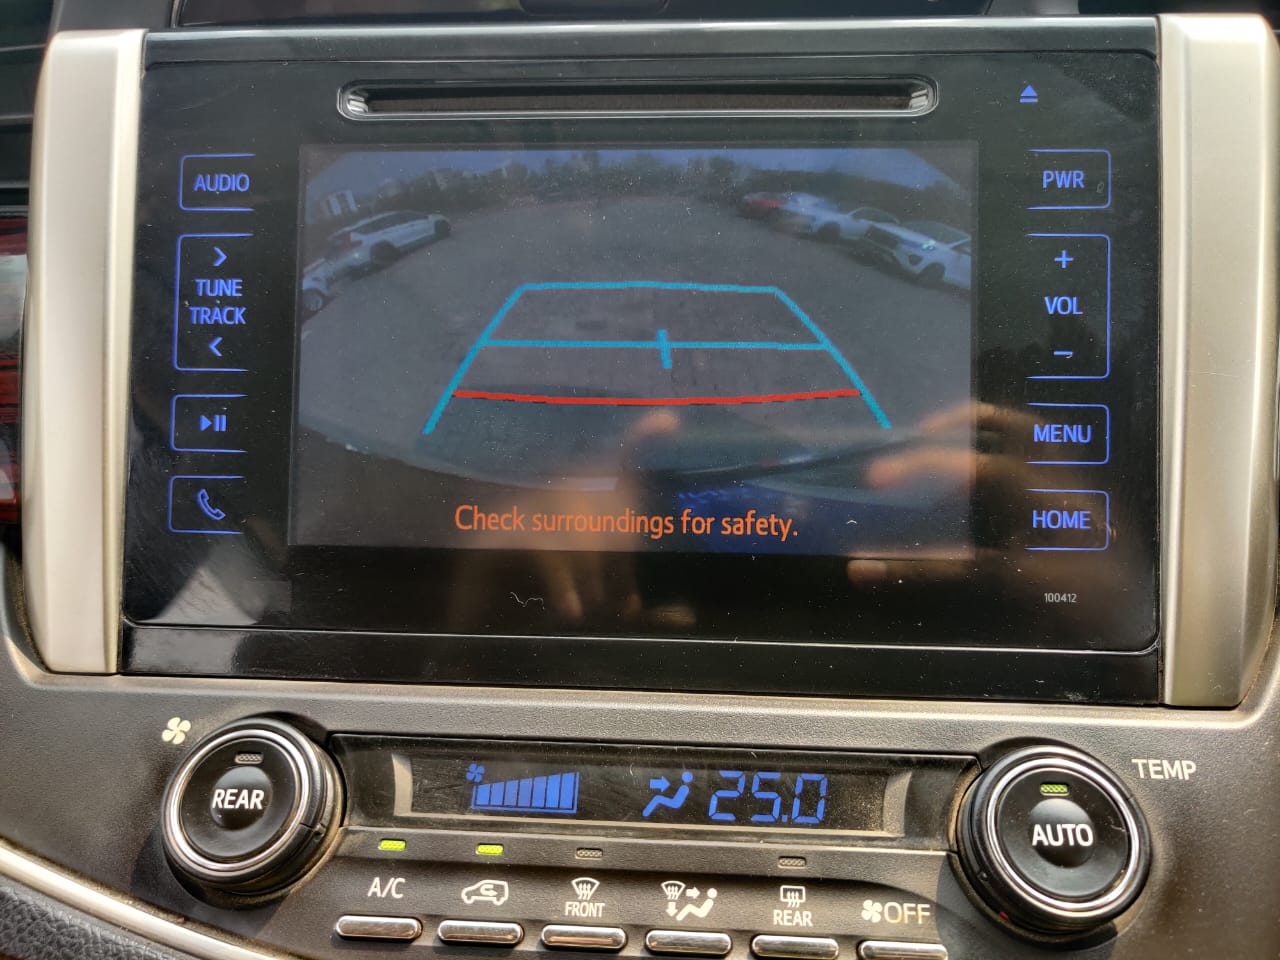 AUDIO
TUNE
TRACK
PWR
+
VOL
−
MENU
HOME
Check surroundings for safety.
100412
REAR
25.0
TEMP
AUTO
A/C
FRONT
REAR
OFF